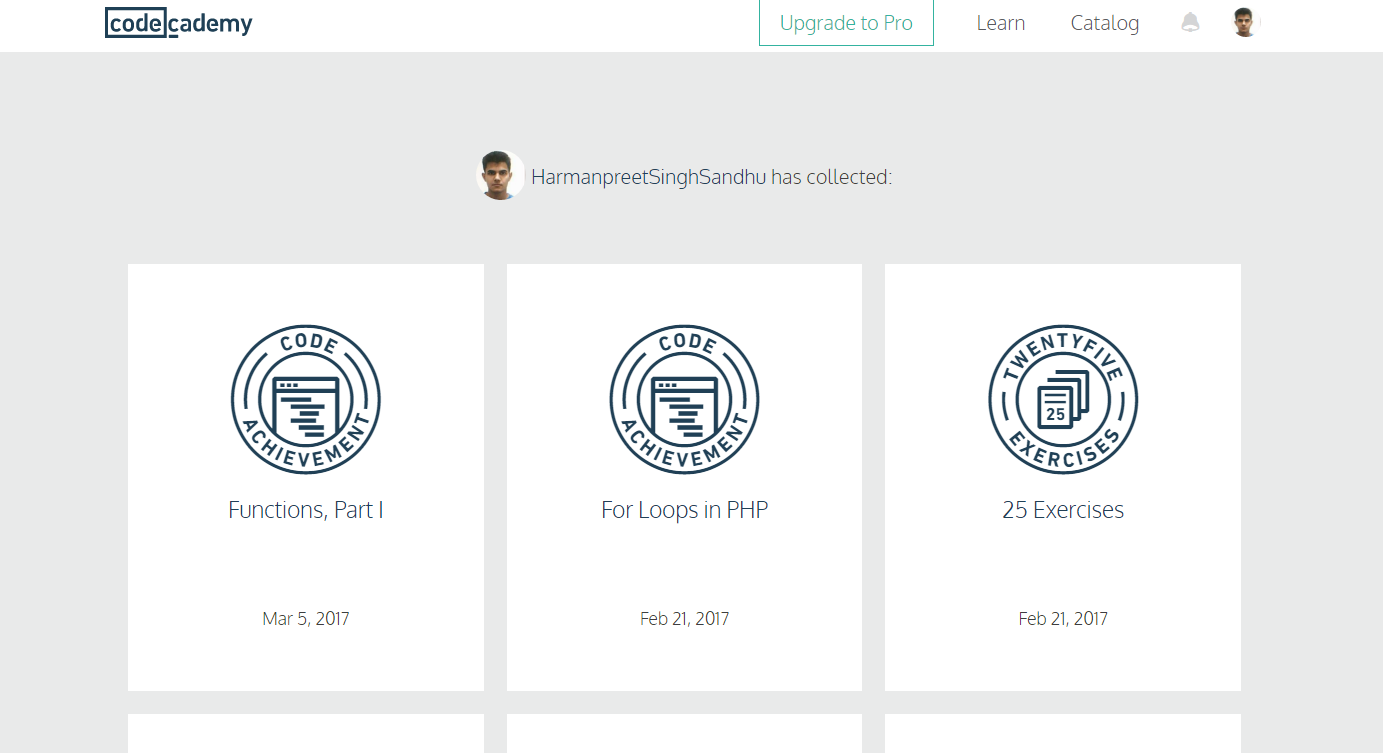 codecademy
Upgrade to Pro
Learn
Catalog
HarmanpreetSinghSandhu has collected:
CODE
ACHIEVEMENT
Functions, Part I
Mar 5, 2017
CODE
ACHIEVEMENT
For Loops in PHP
Feb 21, 2017
TWENTYFIVE
25
EXERCISES
25 Exercises
Feb 21, 2017